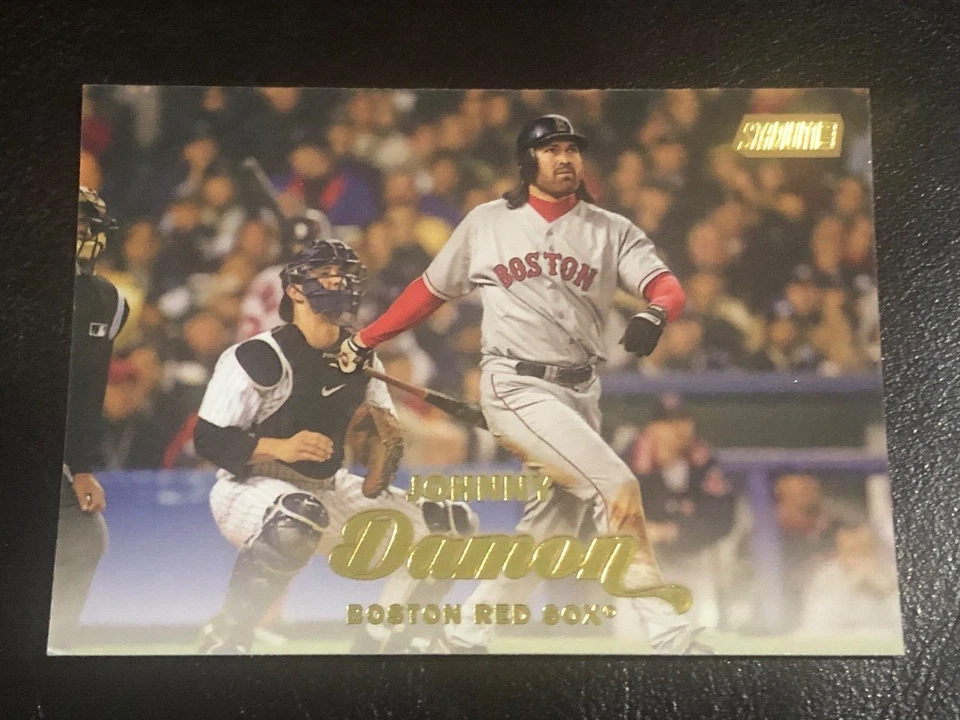 STADIUM
BOSTON
JOHNNY
Damon
BOSTON RED SOX®